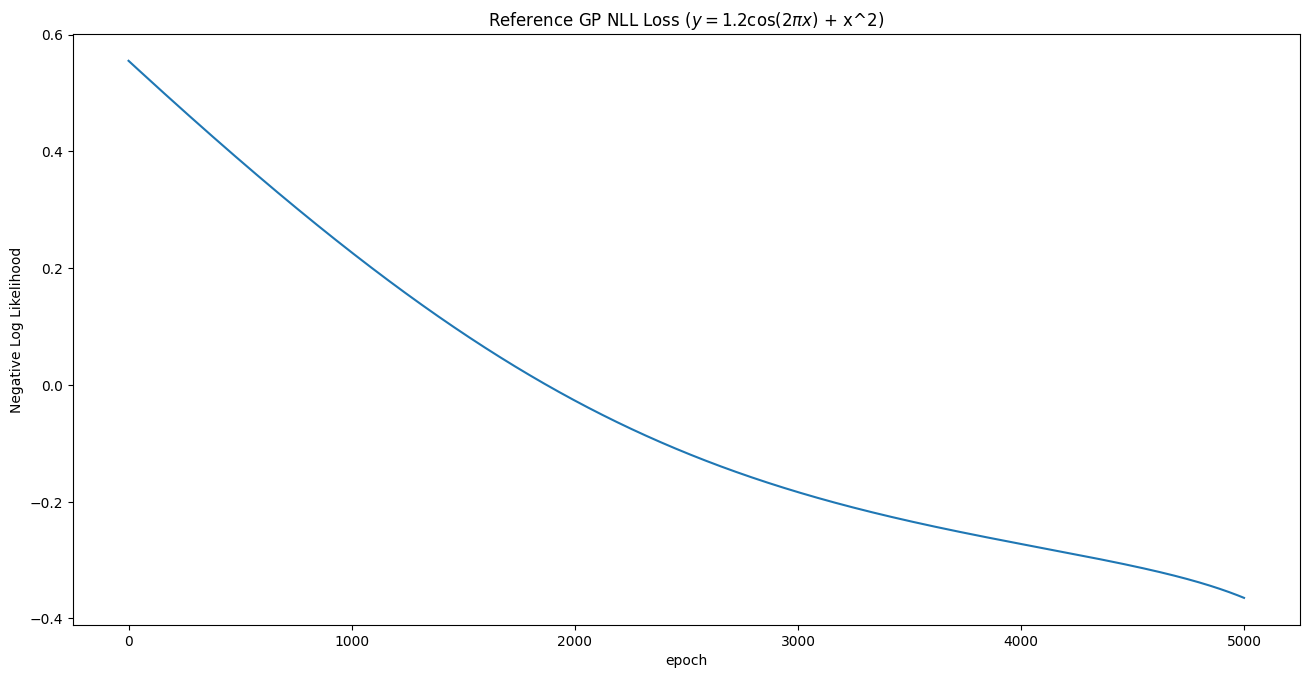 Reference GP NLL Loss (y = 1.2cos(2πx) + x^2)
0.6
0.4
0.2
0.0
−0.2
−0.4
Negative Log Likelihood
0 1000 2000 3000 4000 5000
epoch